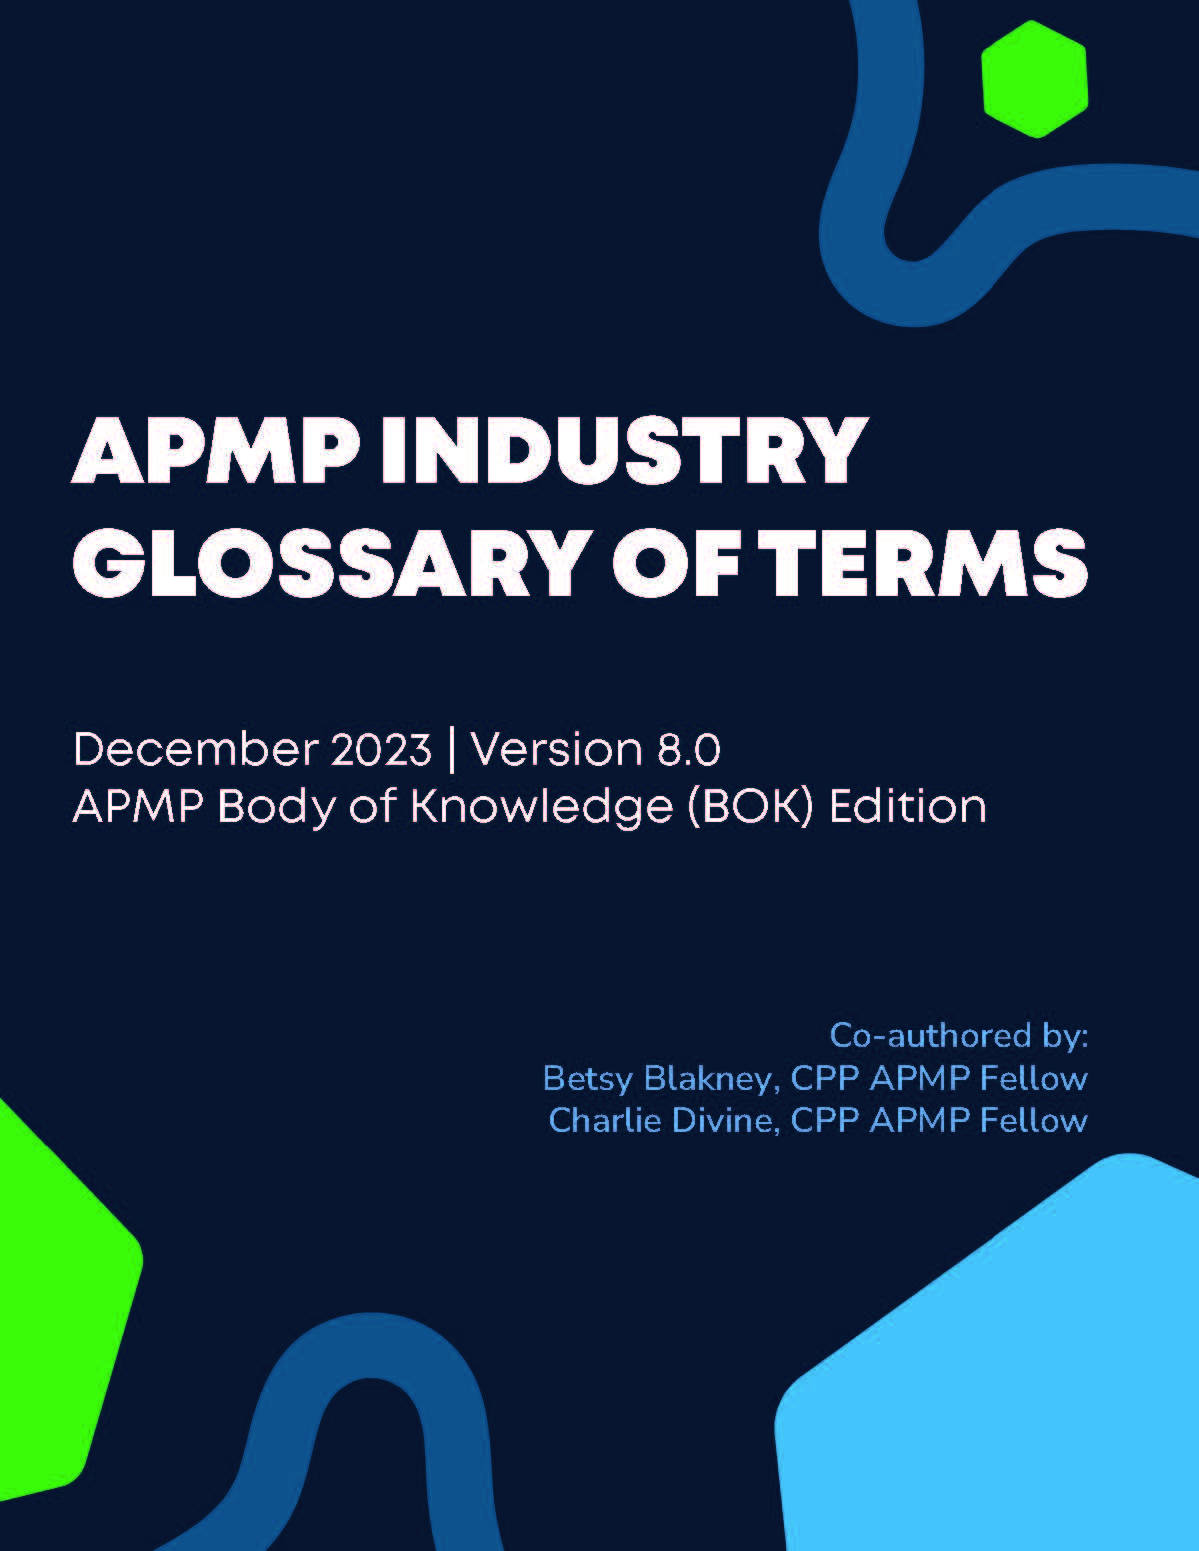 APMP INDUSTRY
GLOSSARY OF TERMS
December 2023 | Version 8.0
APMP Body of Knowledge (BOK) Edition
Co-authored by:
Betsy Blakney, CPP APMP Fellow
Charlie Divine, CPP APMP Fellow